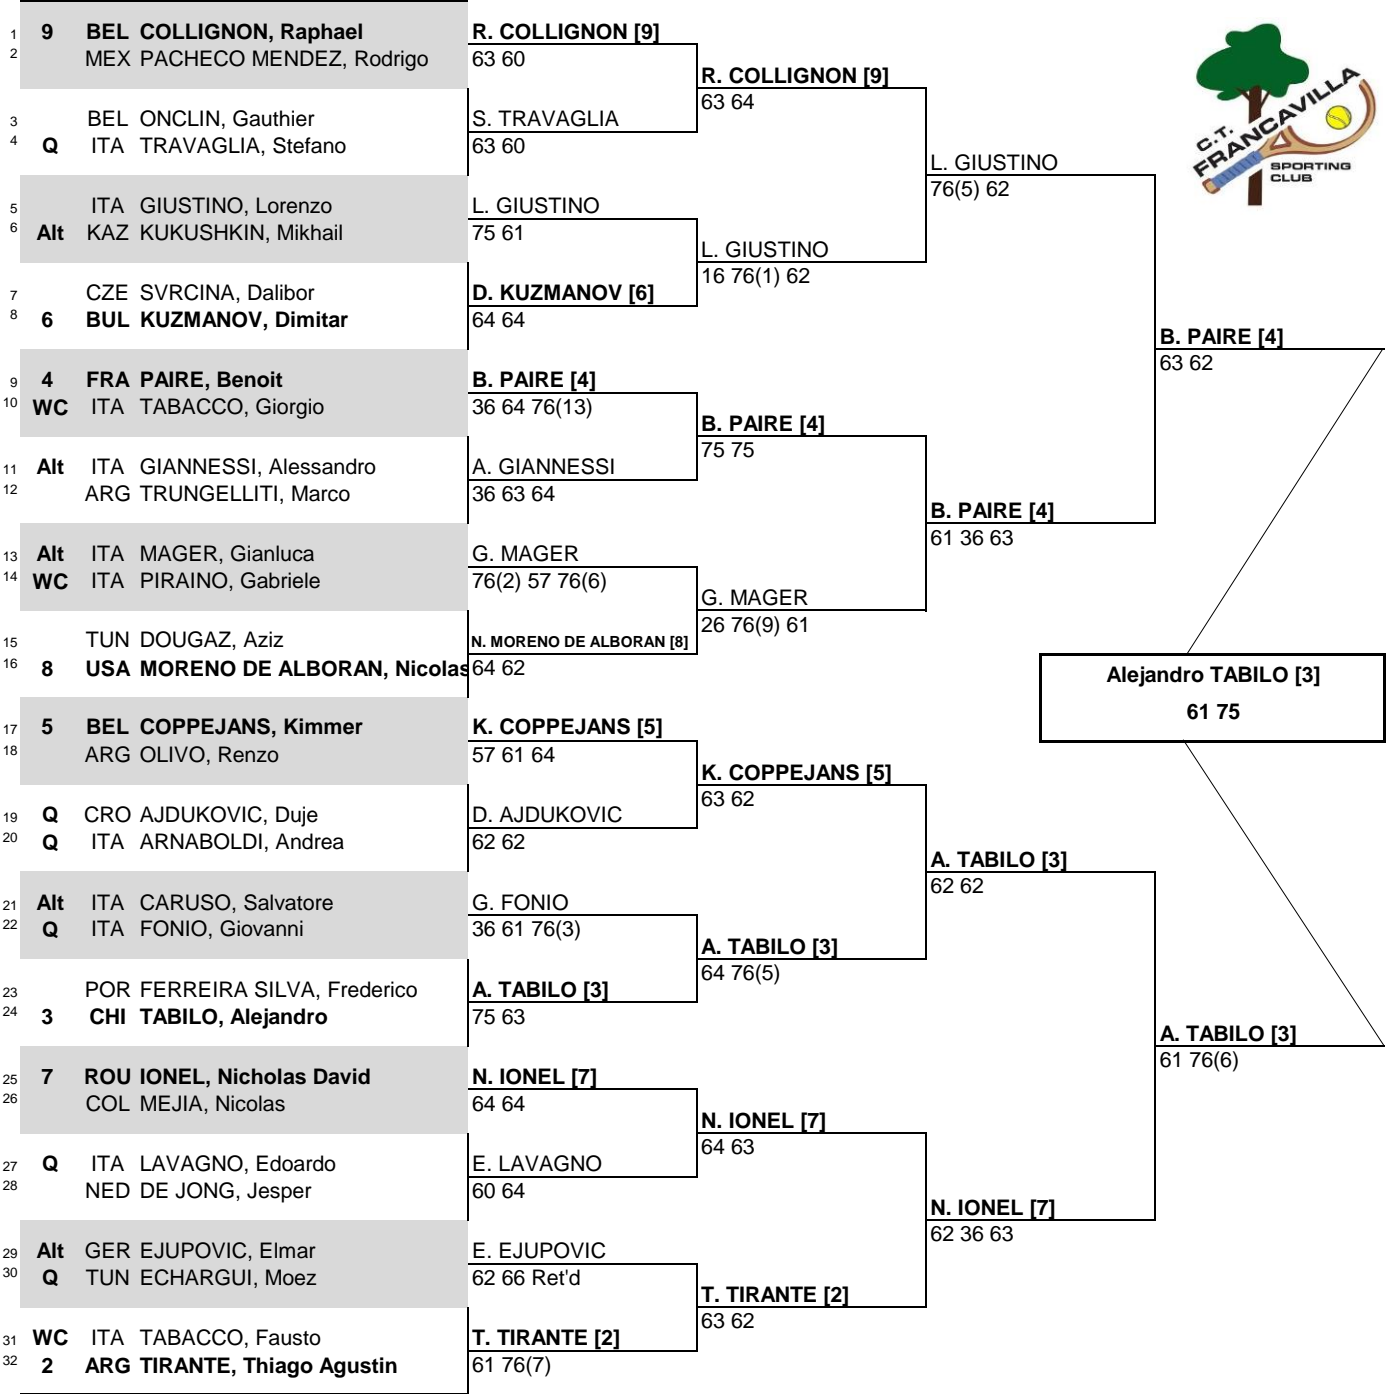 1 9 BEL COLLIGNON, Raphael
2 MEX PACHECO MENDEZ, Rodrigo
3 BEL ONCLIN, Gauthier
4 Q ITA TRAVAGLIA, Stefano
5 ITA GIUSTINO, Lorenzo
6 Alt KAZ KUKUSHKIN, Mikhail
7 CZE SVRCINA, Dalibor
8 6 BUL KUZMANOV, Dimitar
9 4 FRA PAIRE, Benoit
10 WC ITA TABACCO, Giorgio
11 Alt ITA GIANNESSI, Alessandro
12 ARG TRUNGELLITI, Marco
13 Alt ITA MAGER, Gianluca
14 WC ITA PIRAINO, Gabriele
15 TUN DOUGAZ, Aziz
16 8 USA MORENO DE ALBORAN, Nicolas
17 5 BEL COPPEJANS, Kimmer
18 ARG OLIVO, Renzo
19 Q CRO AJDUKOVIC, Duje
20 Q ITA ARNABOLDI, Andrea
21 Alt ITA CARUSO, Salvatore
22 Q ITA FONIO, Giovanni
23 POR FERREIRA SILVA, Frederico
24 3 CHI TABILO, Alejandro
25 7 ROU IONEL, Nicholas David
26 COL MEJIA, Nicolas
27 Q ITA LAVAGNO, Edoardo
28 NED DE JONG, Jesper
29 Alt GER EJUPOVIC, Elmar
30 Q TUN ECHARGUI, Moez
31 WC ITA TABACCO, Fausto
32 2 ARG TIRANTE, Thiago Agustin
R. COLLIGNON [9]
63 60
S. TRAVAGLIA
63 60
L. GIUSTINO
75 61
D. KUZMANOV [6]
64 64
B. PAIRE [4]
36 64 76(13)
A. GIANNESSI
36 63 64
G. MAGER
76(2) 57 76(6)
N. MORENO DE ALBORAN [8]
64 62
K. COPPEJANS [5]
57 61 64
D. AJDUKOVIC
62 62
G. FONIO
36 61 76(3)
A. TABILO [3]
75 63
N. IONEL [7]
64 64
E. LAVAGNO
60 64
E. EJUPOVIC
62 66 Ret'd
T. TIRANTE [2]
61 76(7)
R. COLLIGNON [9]
63 64
L. GIUSTINO
16 76(1) 62
B. PAIRE [4]
75 75
G. MAGER
26 76(9) 61
K. COPPEJANS [5]
63 62
A. TABILO [3]
64 76(5)
N. IONEL [7]
64 63
T. TIRANTE [2]
63 62
L. GIUSTINO
76(5) 62
B. PAIRE [4]
61 36 63
A. TABILO [3]
62 62
N. IONEL [7]
62 36 63
B. PAIRE [4]
63 62
A. TABILO [3]
61 76(6)
Alejandro TABILO [3]
61 75
C.T.
FRANCAVILLA
SPORTING
CLUB